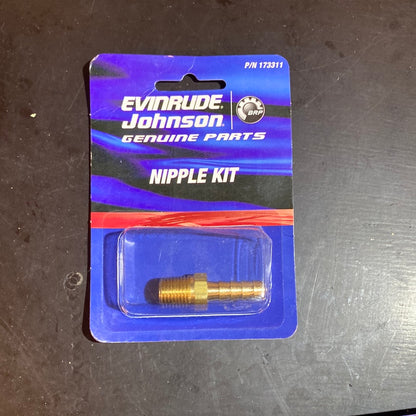 P/N 173311
EVINRUDE
Johnson
GENUINE PARTS
BRP
NIPPLE KIT